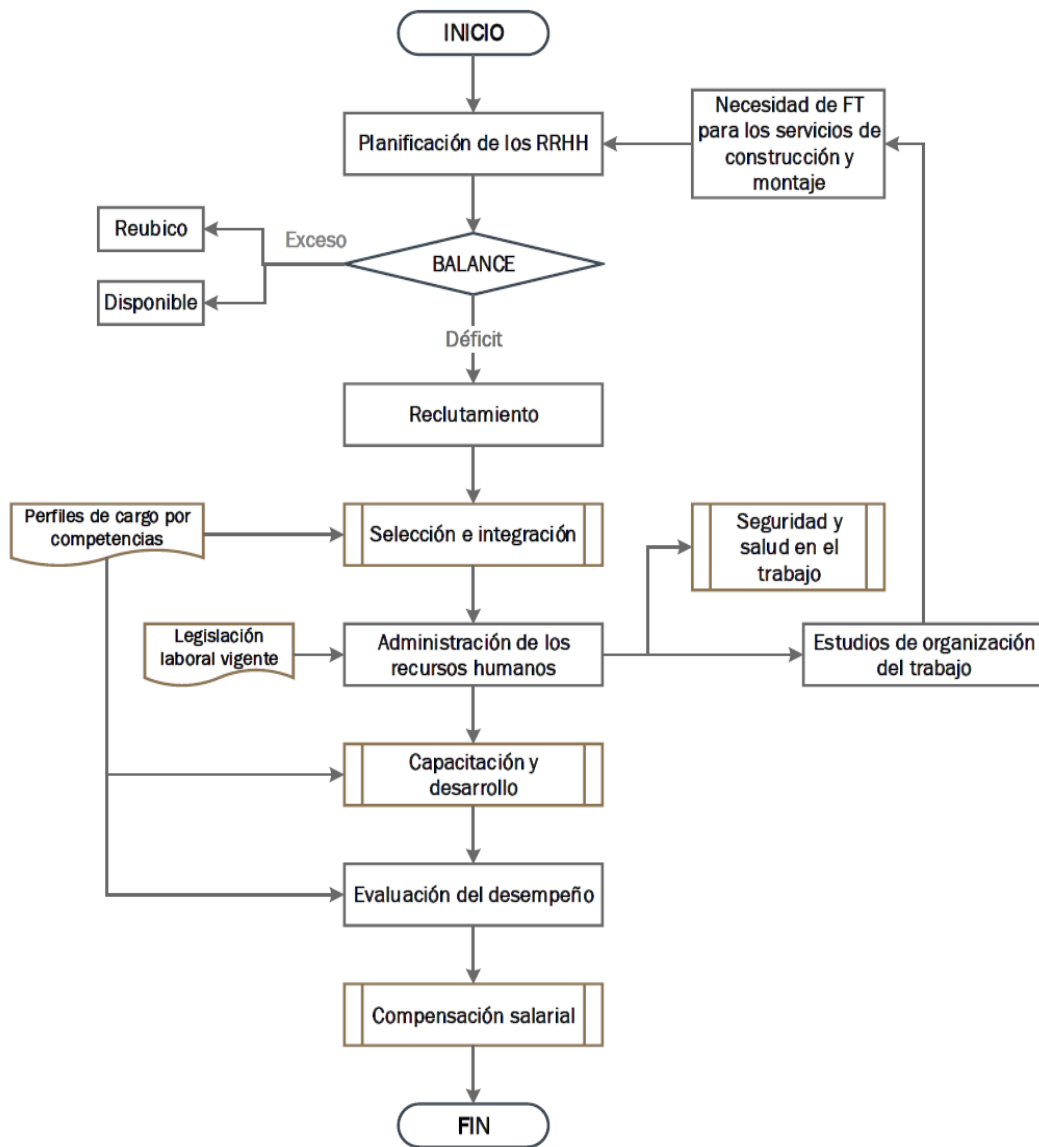 INICIO
Planificación de los RRHH
Necesidad de FT
para los servicios de
construcción y
montaje
Reubico
Exceso
BALANCE
Disponible
Déficit
Reclutamiento
Perfiles de cargo por
competencias
Selección e integración
Seguridad y
salud en el
trabajo
Legislación
laboral vigente
Administración de los
recursos humanos
Estudios de organización
del trabajo
Capacitación y
desarrollo
Evaluación del desempeño
Compensación salarial
FIN